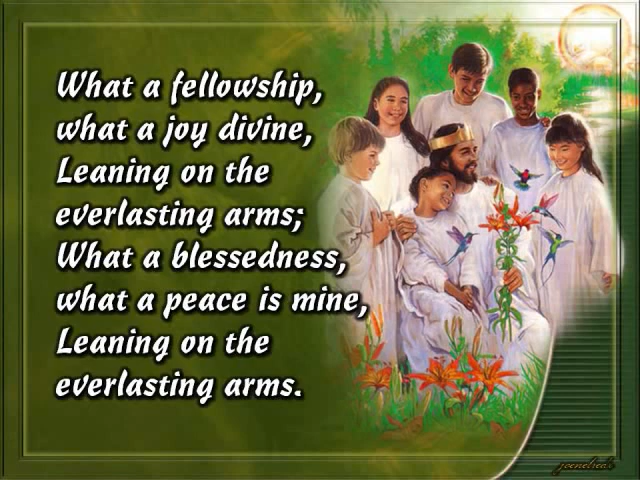 What a fellowship,
what a joy divine,
Leaning on the
everlasting arms;
What a blessedness,
what a peace is mine,
Leaning on the
everlasting arms.